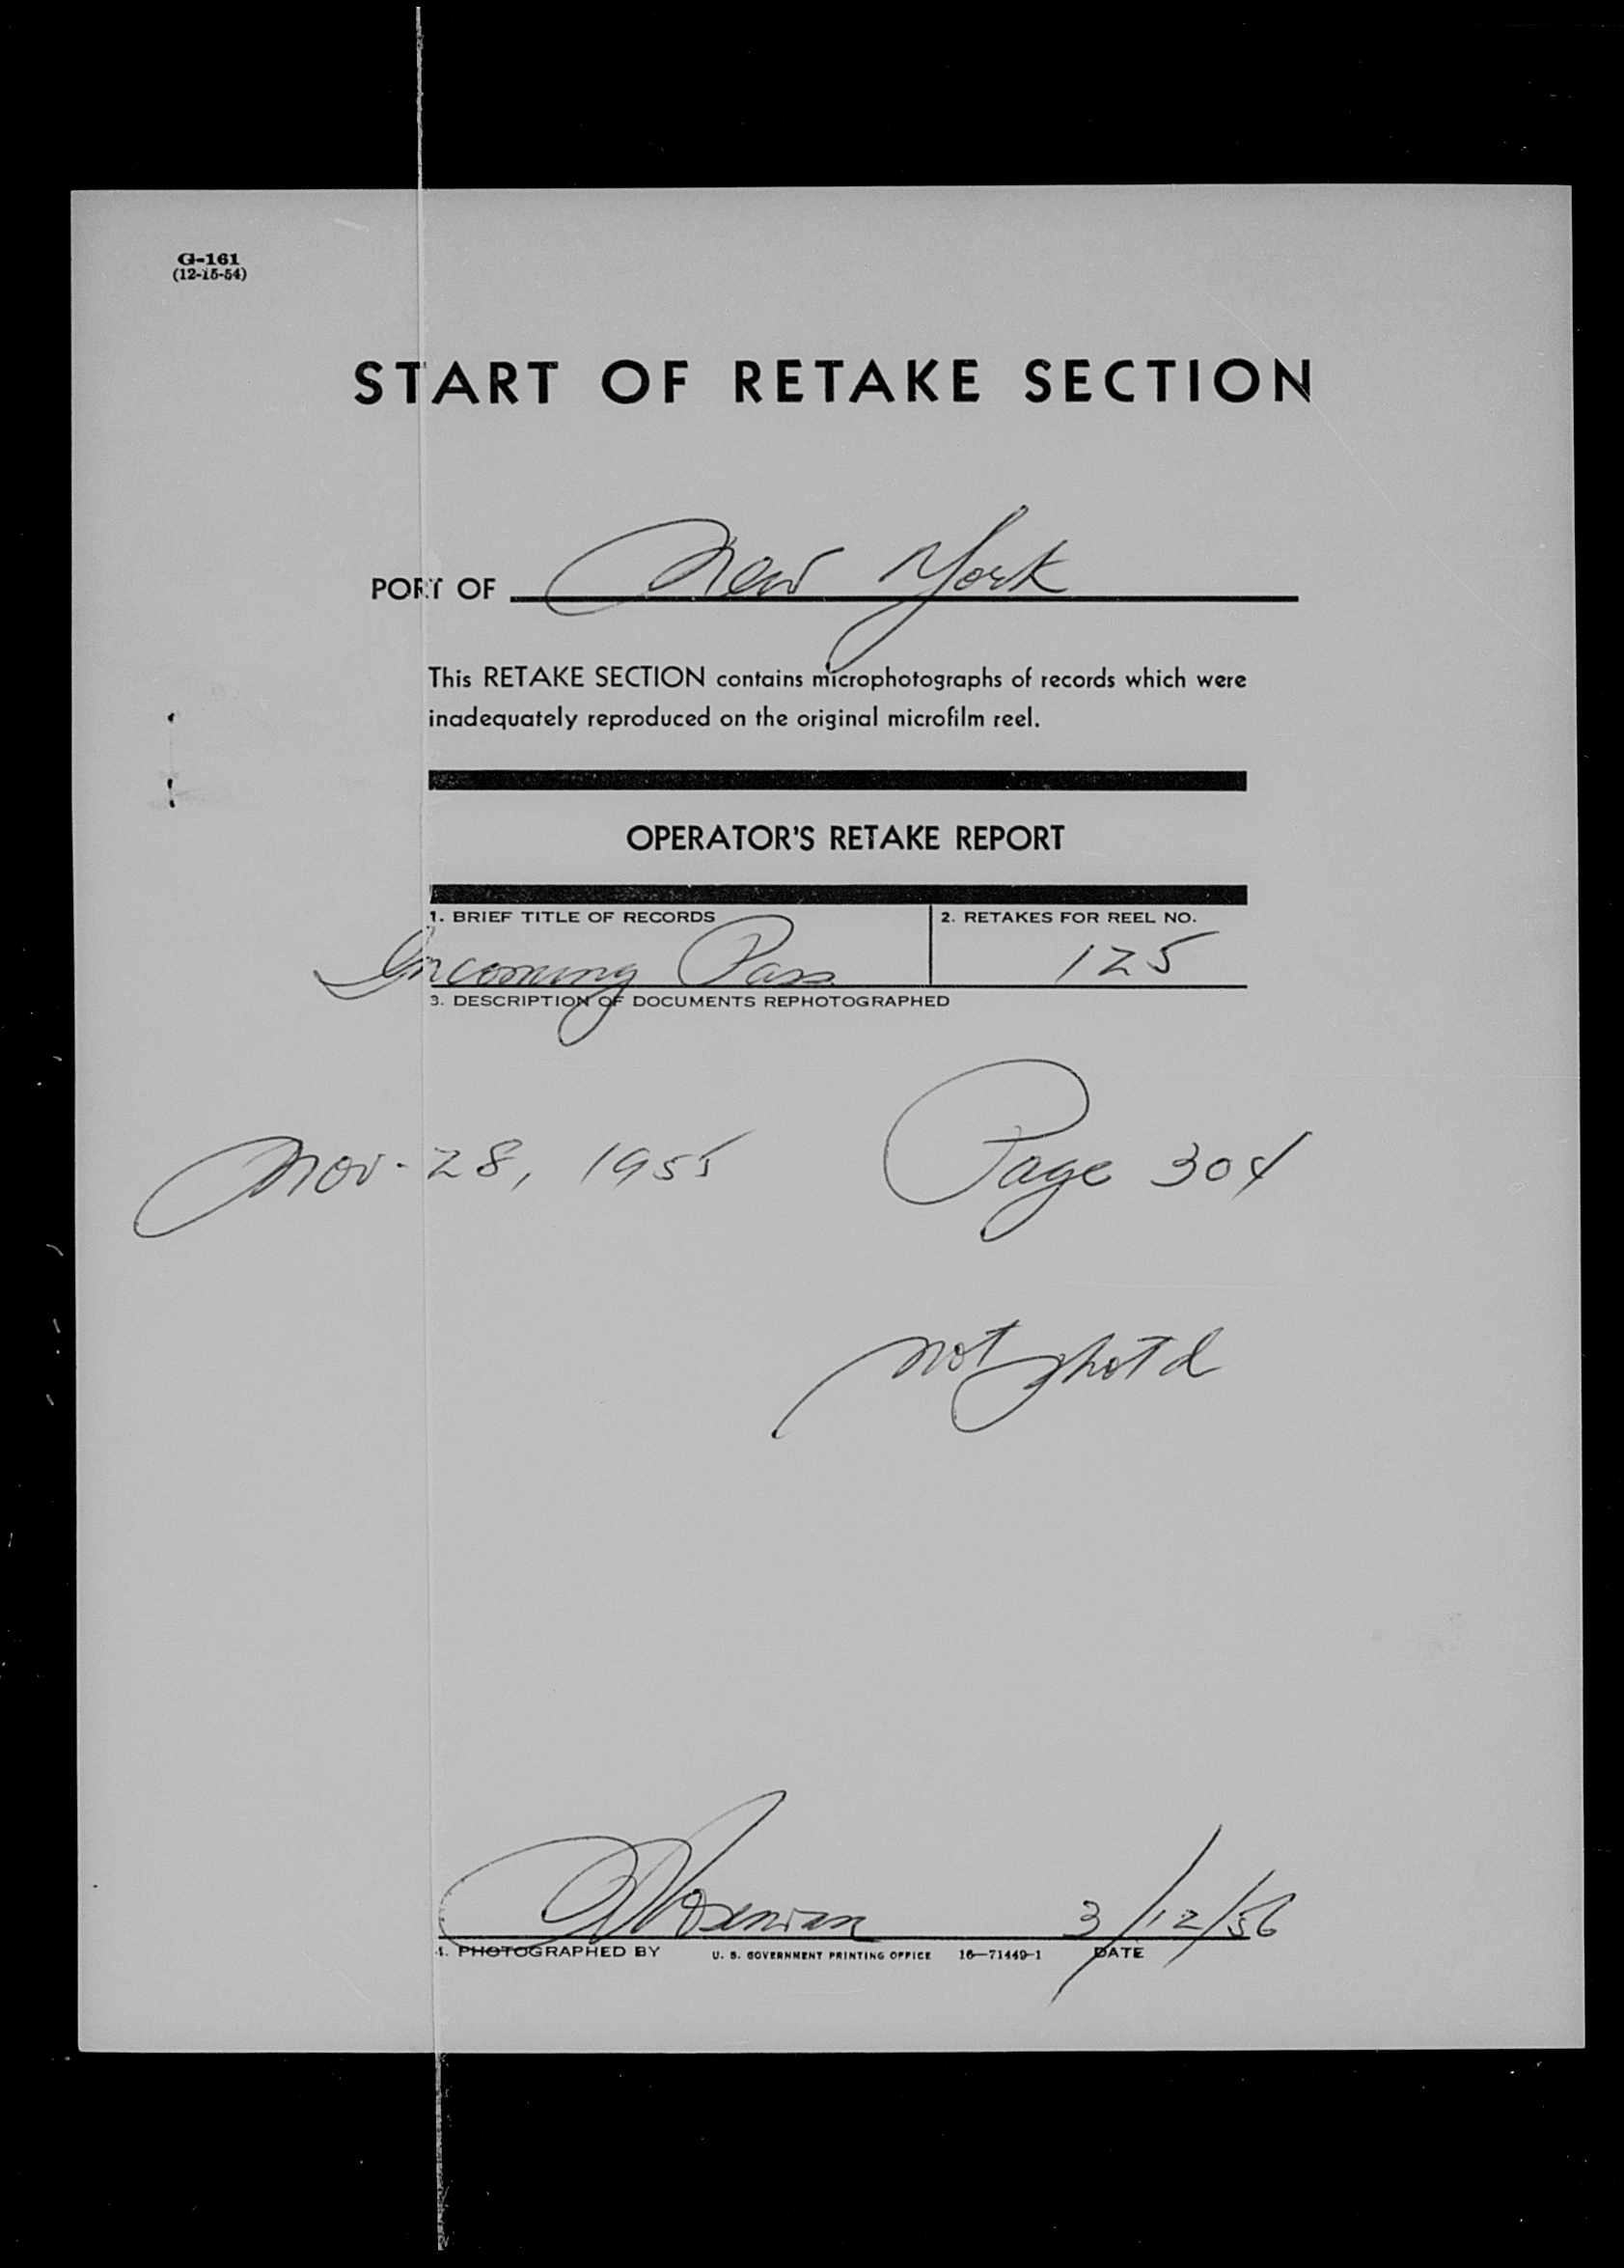 G-161
(12-15-54)
START OF RETAKE SECTION
PORT OF New York
This RETAKE SECTION contains microphotographs of records which were
inadequately reproduced on the original microfilm reel.
OPERATOR'S RETAKE REPORT
1. BRIEF TITLE OF RECORDS 2. RETAKES FOR REEL NO.
Incoming Pass 125
3. DESCRIPTION OF DOCUMENTS REPHOTOGRAPHED
Nov. 28, 1955 Page 304
not photd
3/12/56
4. PHOTOGRAPHED BY U. S. GOVERNMENT PRINTING OFFICE 16—71449-1 DATE